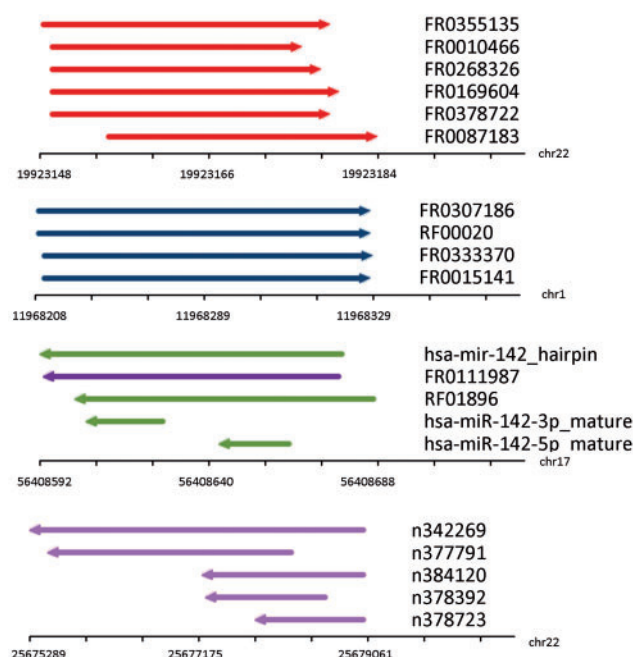 FR0355135
FR0010466
FR0268326
FR0169604
FR0378722
FR0087183
chr22
19923148 19923166 19923184
FR0307186
RF00020
FR0333370
FR0015141
chr1
11968208 11968289 11968329
hsa-mir-142_hairpin
FR0111987
RF01896
hsa-miR-142-3p_mature
hsa-miR-142-5p_mature
chr17
56408592 56408640 56408688
n342269
n377791
n384120
n378392
n378723
chr22
25675289 25677175 25679061